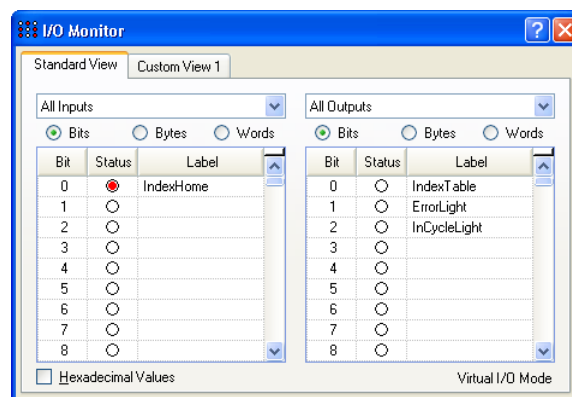 I/O Monitor
Standard View Custom View 1
All Inputs All Outputs
Bits Bytes Words Bits Bytes Words
Bit Status Label Bit Status Label
0 IndexHome 0 IndexTable
1 1 ErrorLight
2 2 InCycleLight
3 3
4 4
5 5
6 6
7 7
8 8
Hexadecimal Values Virtual I/O Mode